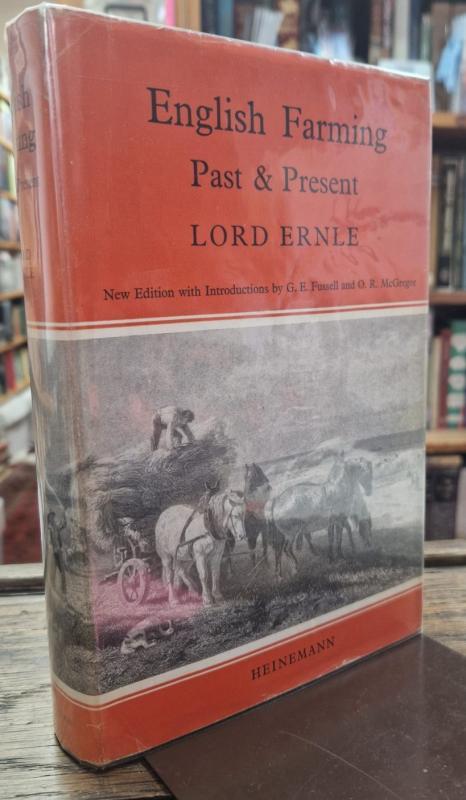 English Farming
Past & Present
LORD ERNLE
New Edition with Introductions by G. E. Fussell and O. R. McGregor
HEINEMANN